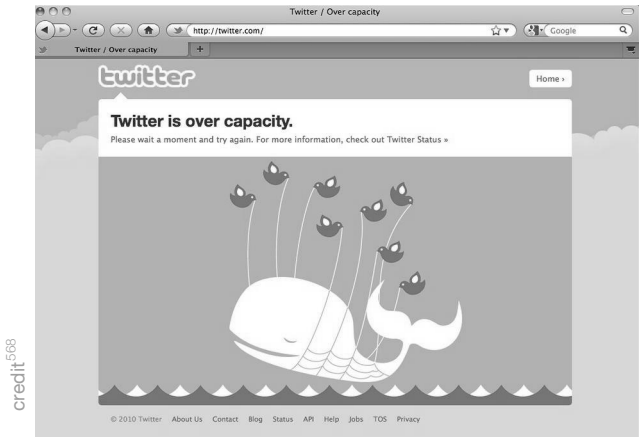 Twitter / Over capacity
http://twitter.com/
Google
Twitter / Over capacity
twitter
Home ›
Twitter is over capacity.
Please wait a moment and try again. For more information, check out Twitter Status »
© 2010 Twitter About Us Contact Blog Status API Help Jobs TOS Privacy
credit568